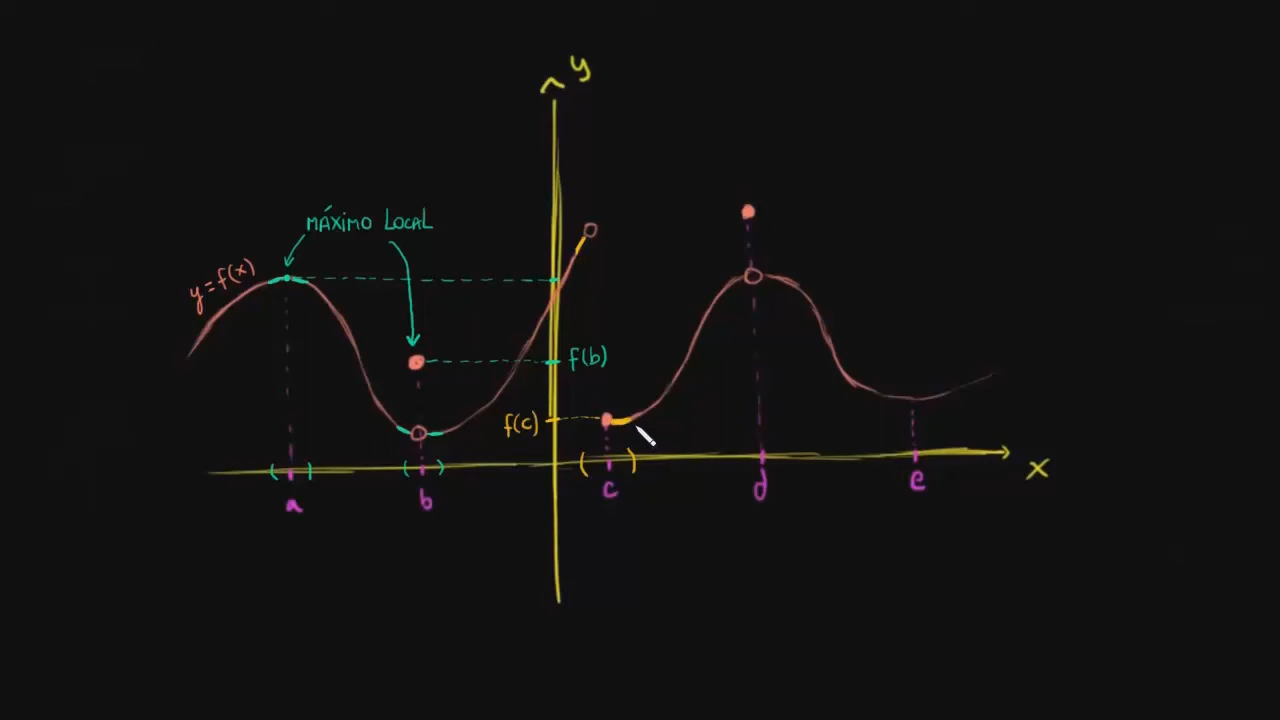 y
MÁXIMO LOCAL
y=f(x)
f(b)
f(c)
( ) ( ) ( )
x
a b c d e